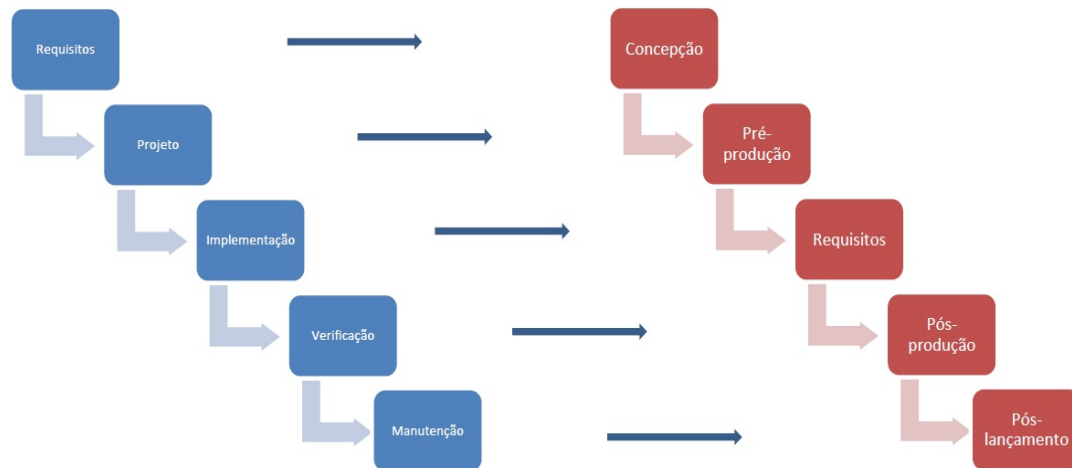 Requisitos
Concepção
Projeto
Pré-
produção
Implementação
Requisitos
Verificação
Pós-
produção
Manutenção
Pós-
lançamento